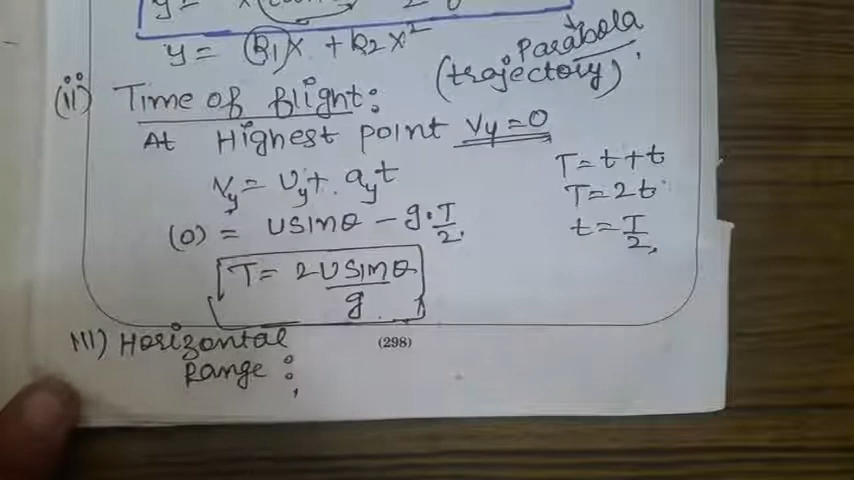 y =
y = (k₁)x + k₂x²
Parabola
(trajectory)
(ii) Time of flight:
At Highest point Vy=0
Vy = Uy + ayt
T = t + t
T = 2t
(0) = usinθ - g·T/2
t = T/2,
T = 2usinθ/g
III) Horizontal
Range:
(298)